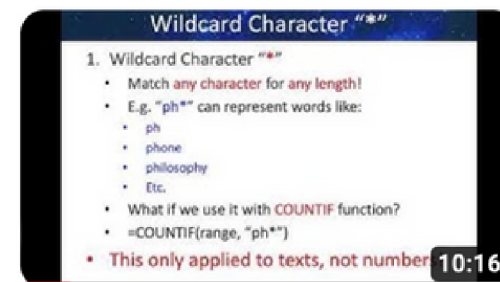 Wildcard Character "*"
1. Wildcard Character "*"
• Match any character for any length!
• E.g. "ph*" can represent words like:
• ph
• phone
• philosophy
• Etc.
• What if we use it with COUNTIF function?
• =COUNTIF(range, "ph*")
• This only applied to texts, not number
10:16